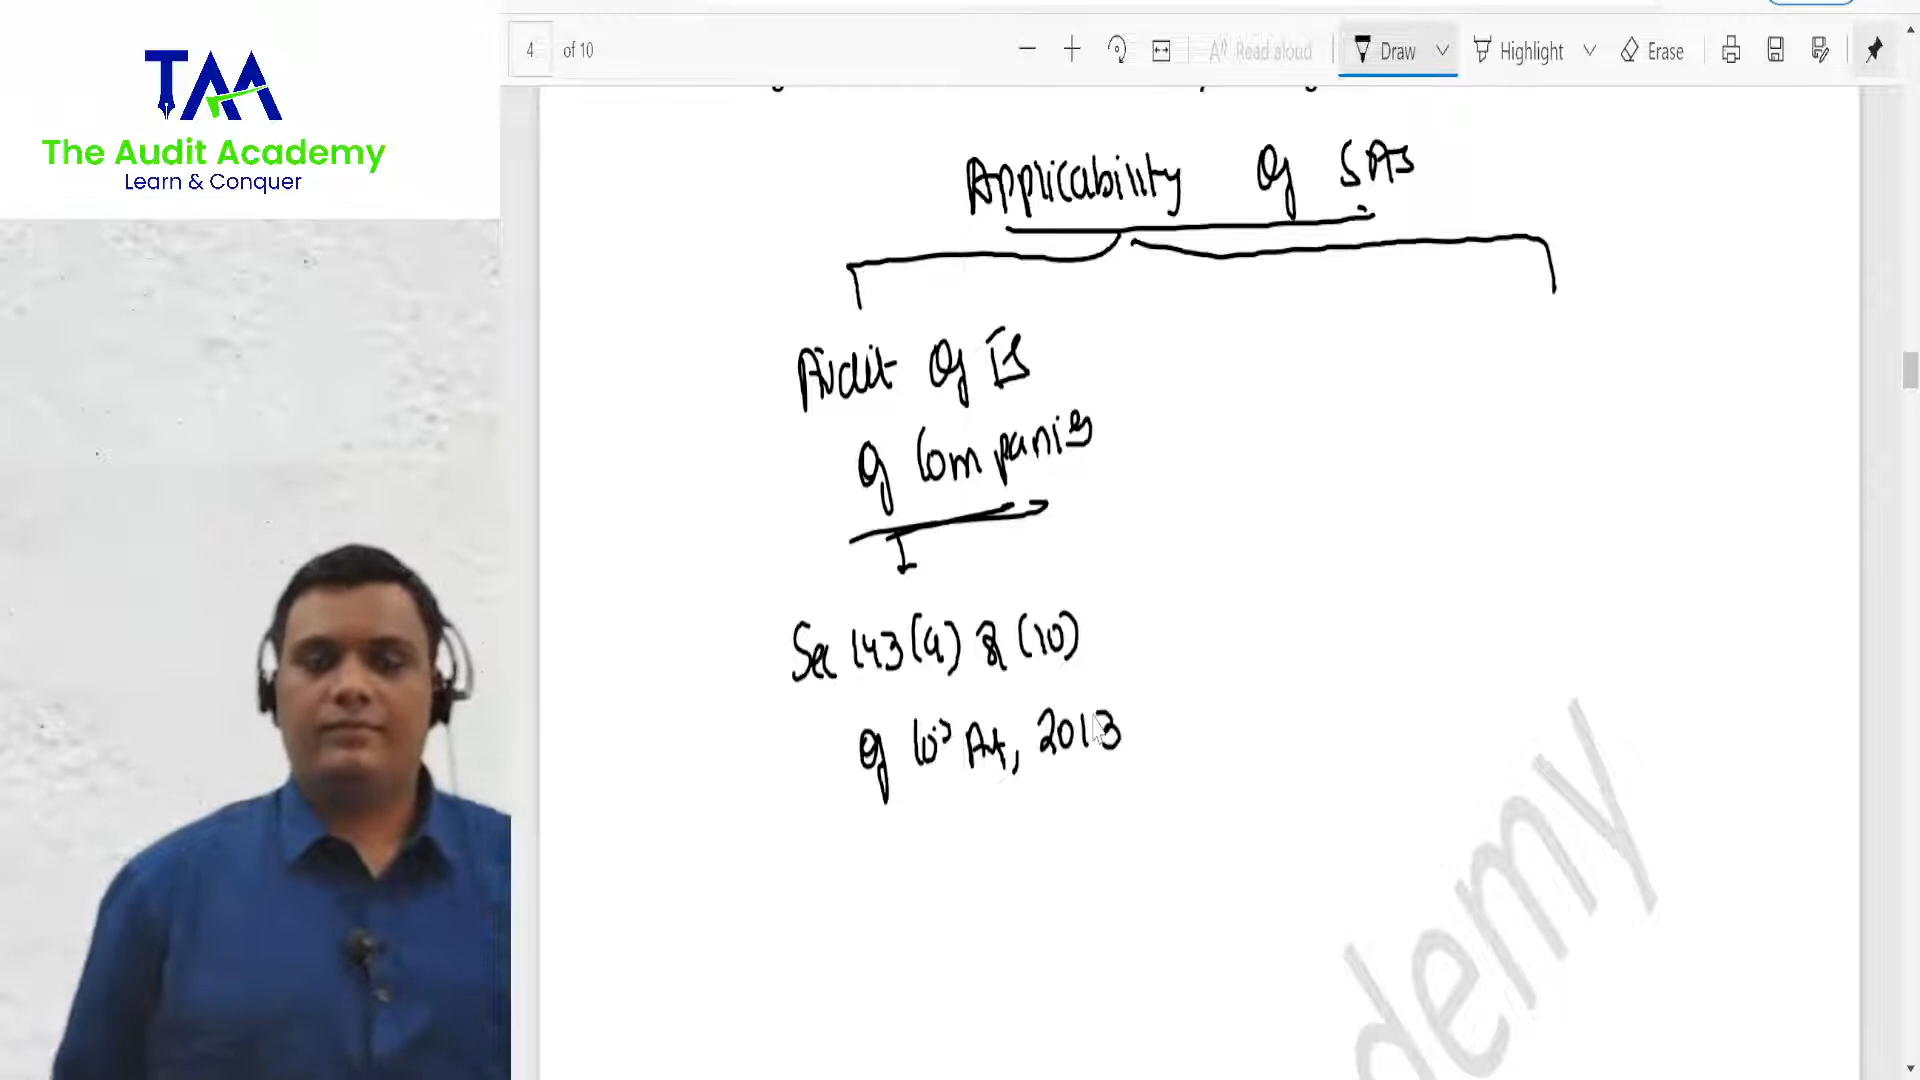 TAA
The Audit Academy
Learn & Conquer
4 of 10
Read aloud
Draw
Highlight
Erase
Applicability of SAs
Audit of FS
of Companies
Sec 143(9) & (10)
of Co's Act, 2013
demy